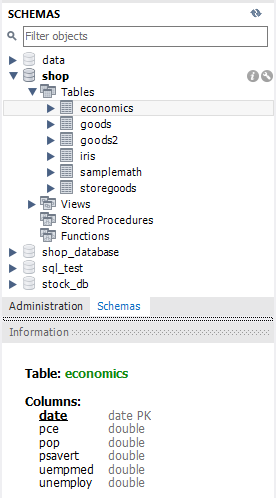 SCHEMAS
Filter objects
data
shop
Tables
economics
goods
goods2
iris
samplemath
storegoods
Views
Stored Procedures
Functions
shop_database
sql_test
stock_db
Administration Schemas
Information
Table: economics
Columns:
date date PK
pce double
pop double
psavert double
uempmed double
unemploy double